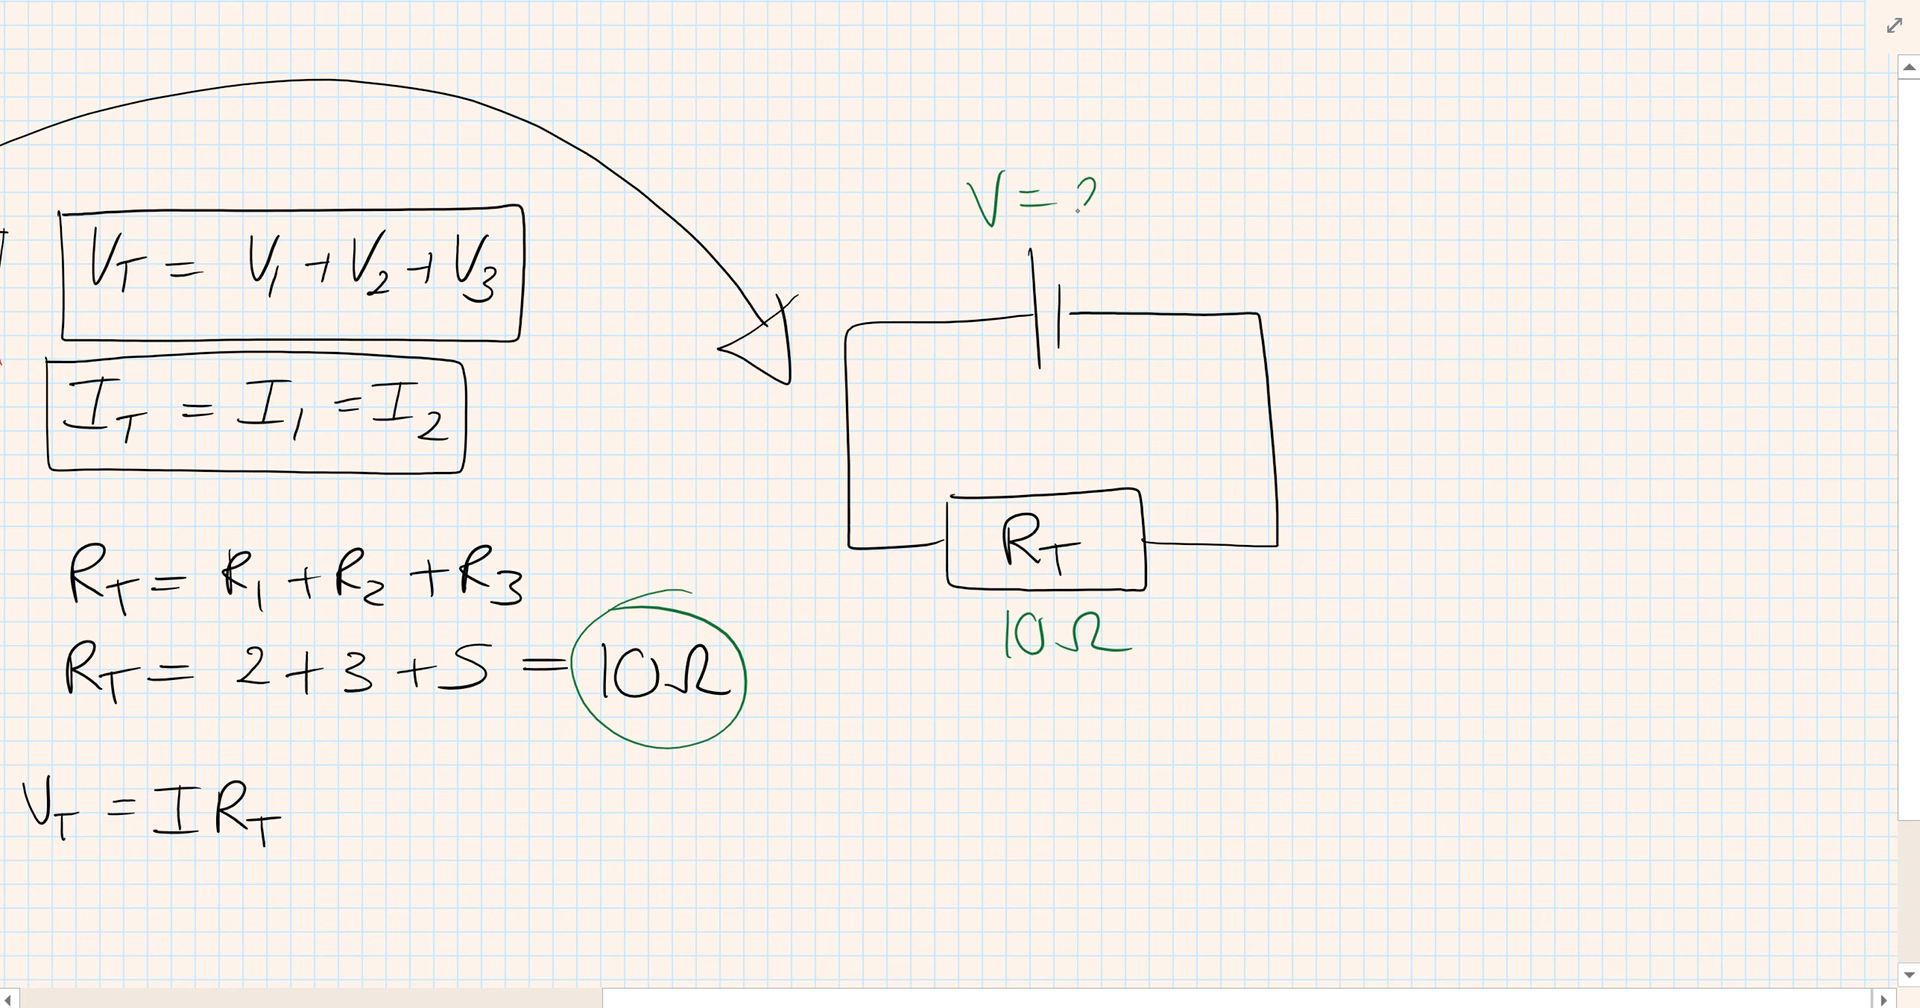 V_T = V_1 + V_2 + V_3
I_T = I_1 = I_2
R_T = R_1 + R_2 + R_3
R_T = 2 + 3 + 5 = 10Ω
V_T = I R_T
V = ?
R_T
10Ω